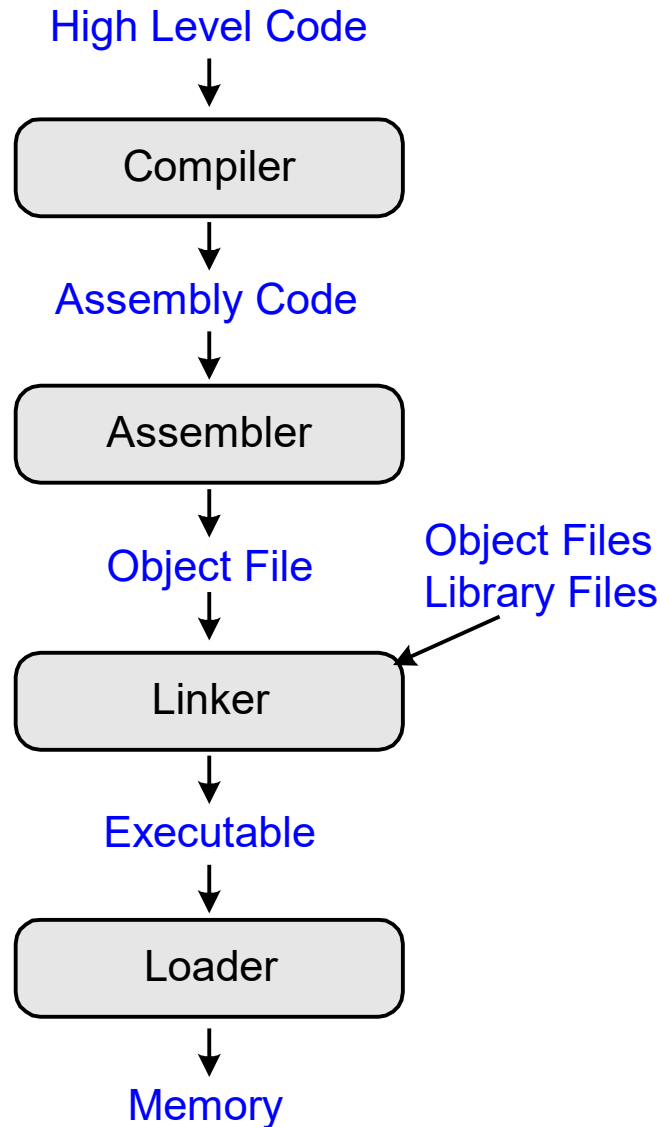 High Level Code
Compiler
Assembly Code
Assembler
Object File
Object Files
Library Files
Linker
Executable
Loader
Memory